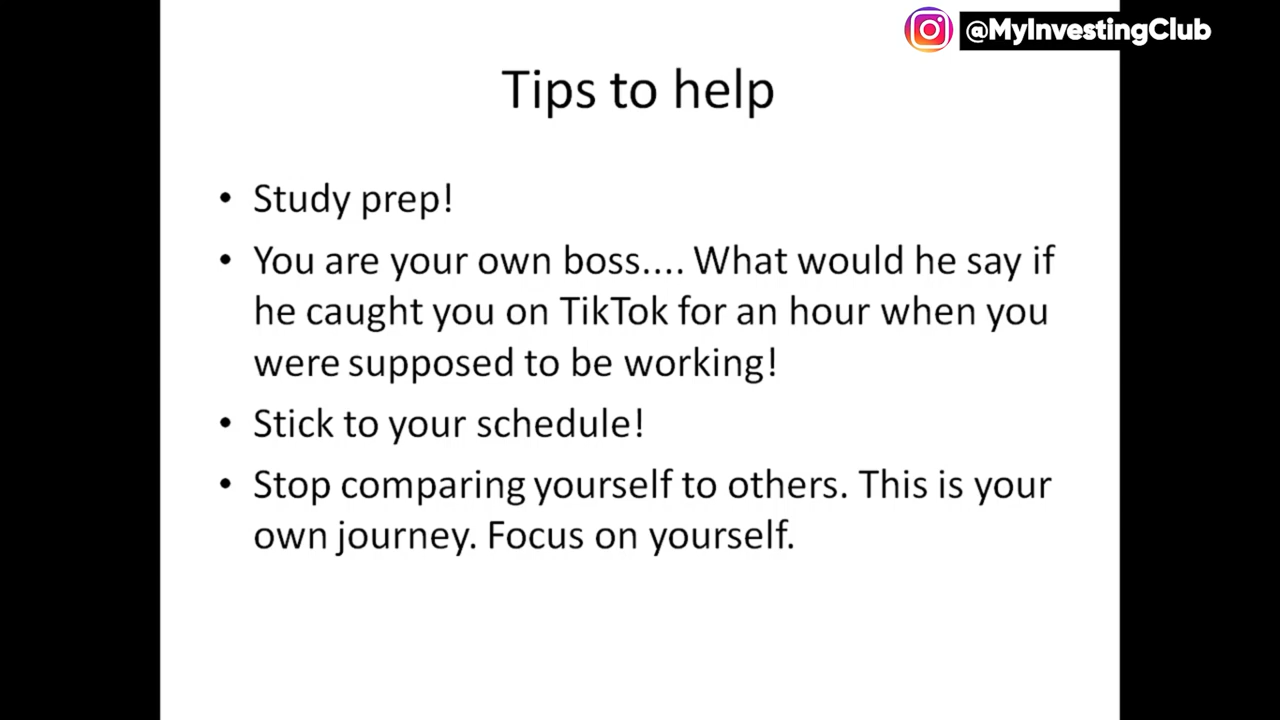 @MyInvestingClub
Tips to help
• Study prep!
• You are your own boss.... What would he say if
he caught you on TikTok for an hour when you
were supposed to be working!
• Stick to your schedule!
• Stop comparing yourself to others. This is your
own journey. Focus on yourself.